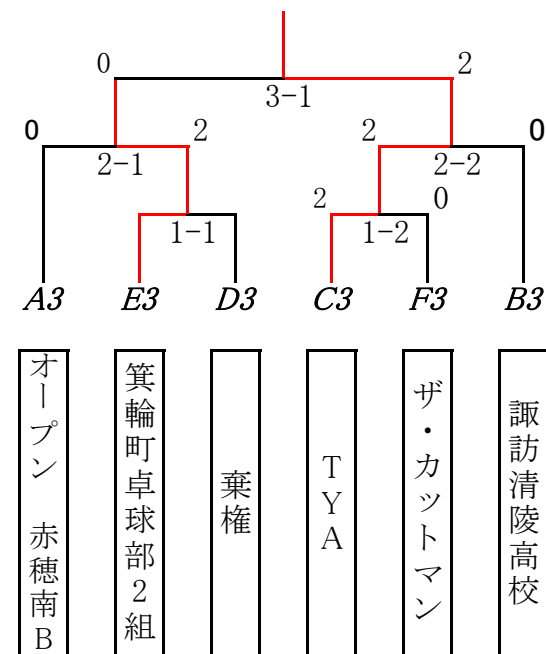 0 2
3-1
0 2 2 0
2-1 2-2
2 0
1-1 1-2
A3 E3 D3 C3 F3 B3
オープン 赤穂南B
箕輪町卓球部2組
棄権
TYA
ザ・カットマン
諏訪清陵高校